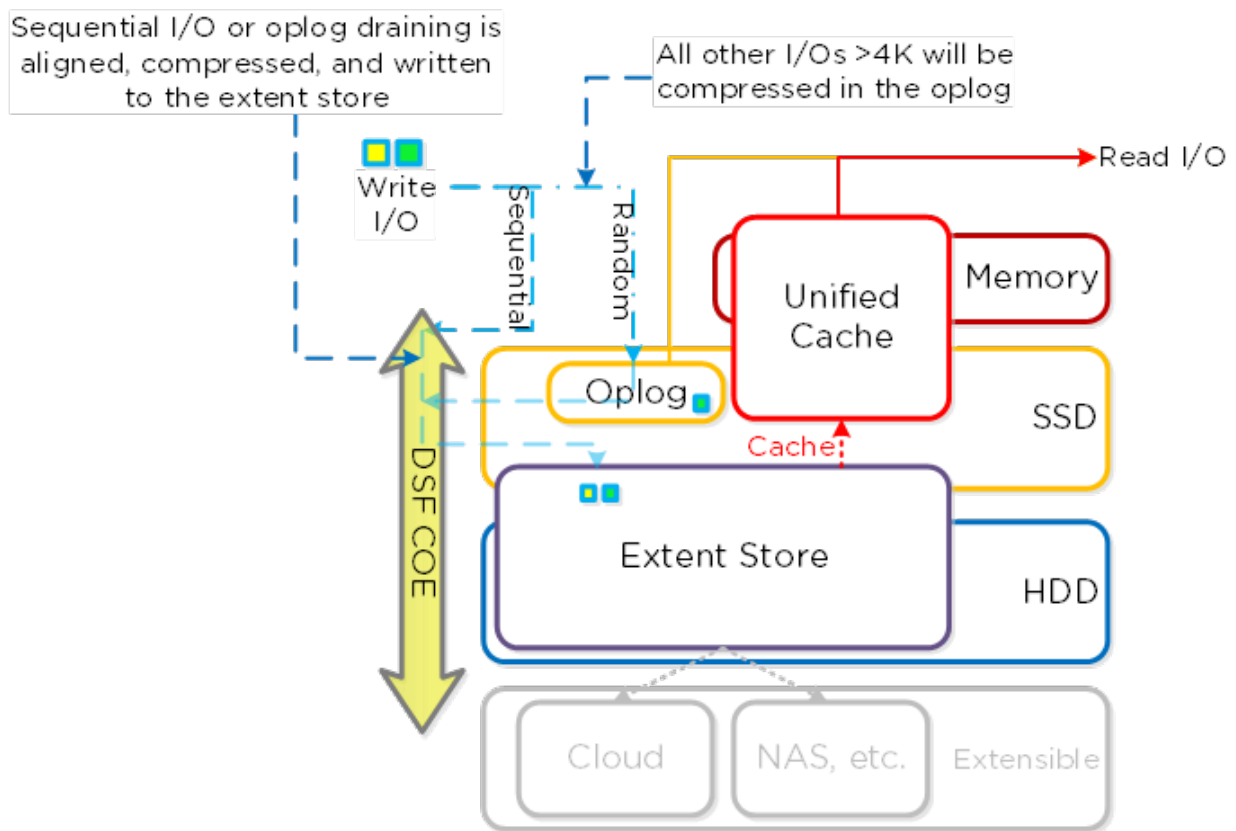 Sequential I/O or oplog draining is
aligned, compressed, and written
to the extent store
All other I/Os >4K will be
compressed in the oplog
Write
I/O
Sequential
Random
Read I/O
Unified
Cache
Memory
Oplog
SSD
Cache
DSF COE
Extent Store
HDD
Cloud
NAS, etc.
Extensible